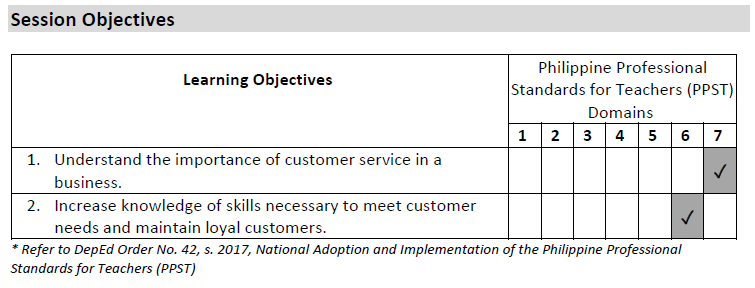 Session Objectives
Learning Objectives
Philippine Professional
Standards for Teachers (PPST)
Domains
1 2 3 4 5 6 7
1. Understand the importance of customer service in a
business.
✓
2. Increase knowledge of skills necessary to meet customer
needs and maintain loyal customers.
✓
* Refer to DepEd Order No. 42, s. 2017, National Adoption and Implementation of the Philippine Professional
Standards for Teachers (PPST)